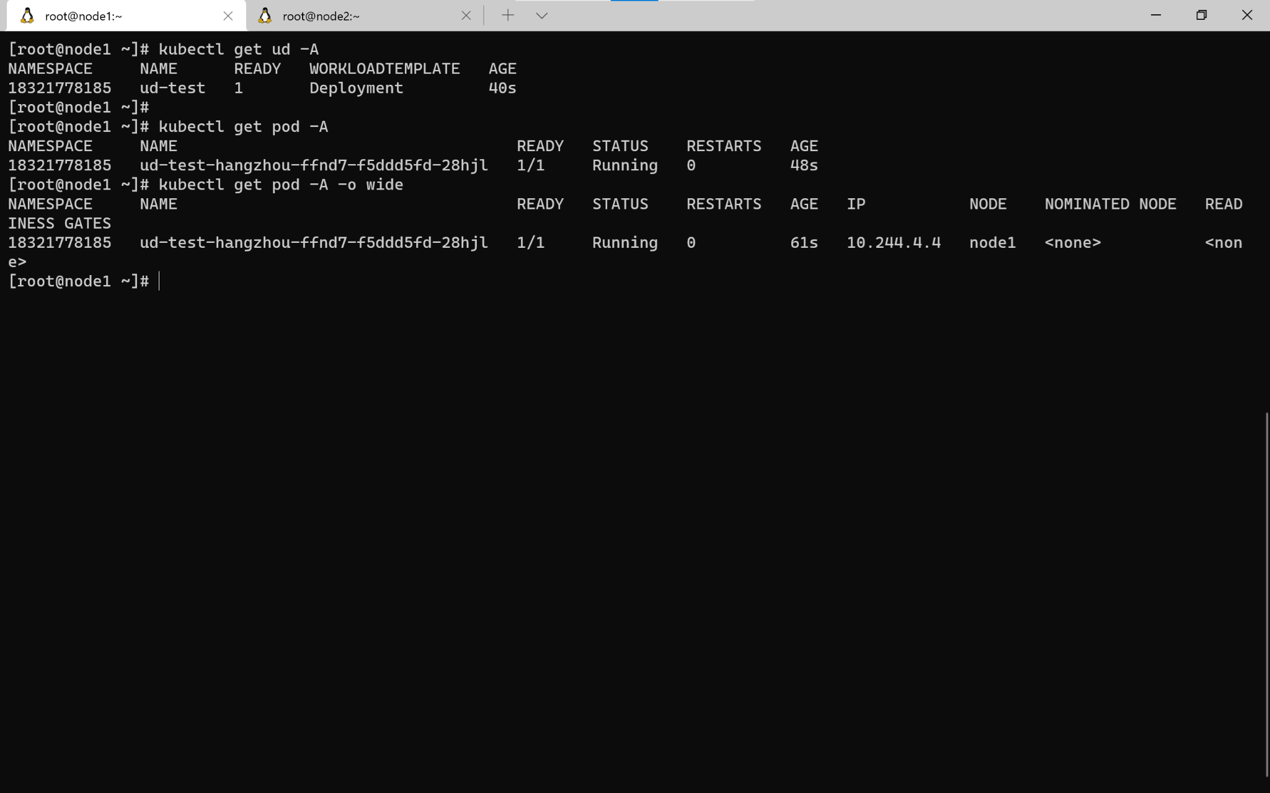 root@node1:~ root@node2:~
[root@node1 ~]# kubectl get ud -A
NAMESPACE NAME READY WORKLOADTEMPLATE AGE
18321778185 ud-test 1 Deployment 40s
[root@node1 ~]#
[root@node1 ~]# kubectl get pod -A
NAMESPACE NAME READY STATUS RESTARTS AGE
18321778185 ud-test-hangzhou-ffnd7-f5ddd5fd-28hjl 1/1 Running 0 48s
[root@node1 ~]# kubectl get pod -A -o wide
NAMESPACE NAME READY STATUS RESTARTS AGE IP NODE NOMINATED NODE READ
INESS GATES
18321778185 ud-test-hangzhou-ffnd7-f5ddd5fd-28hjl 1/1 Running 0 61s 10.244.4.4 node1 <none> <non
e>
[root@node1 ~]#